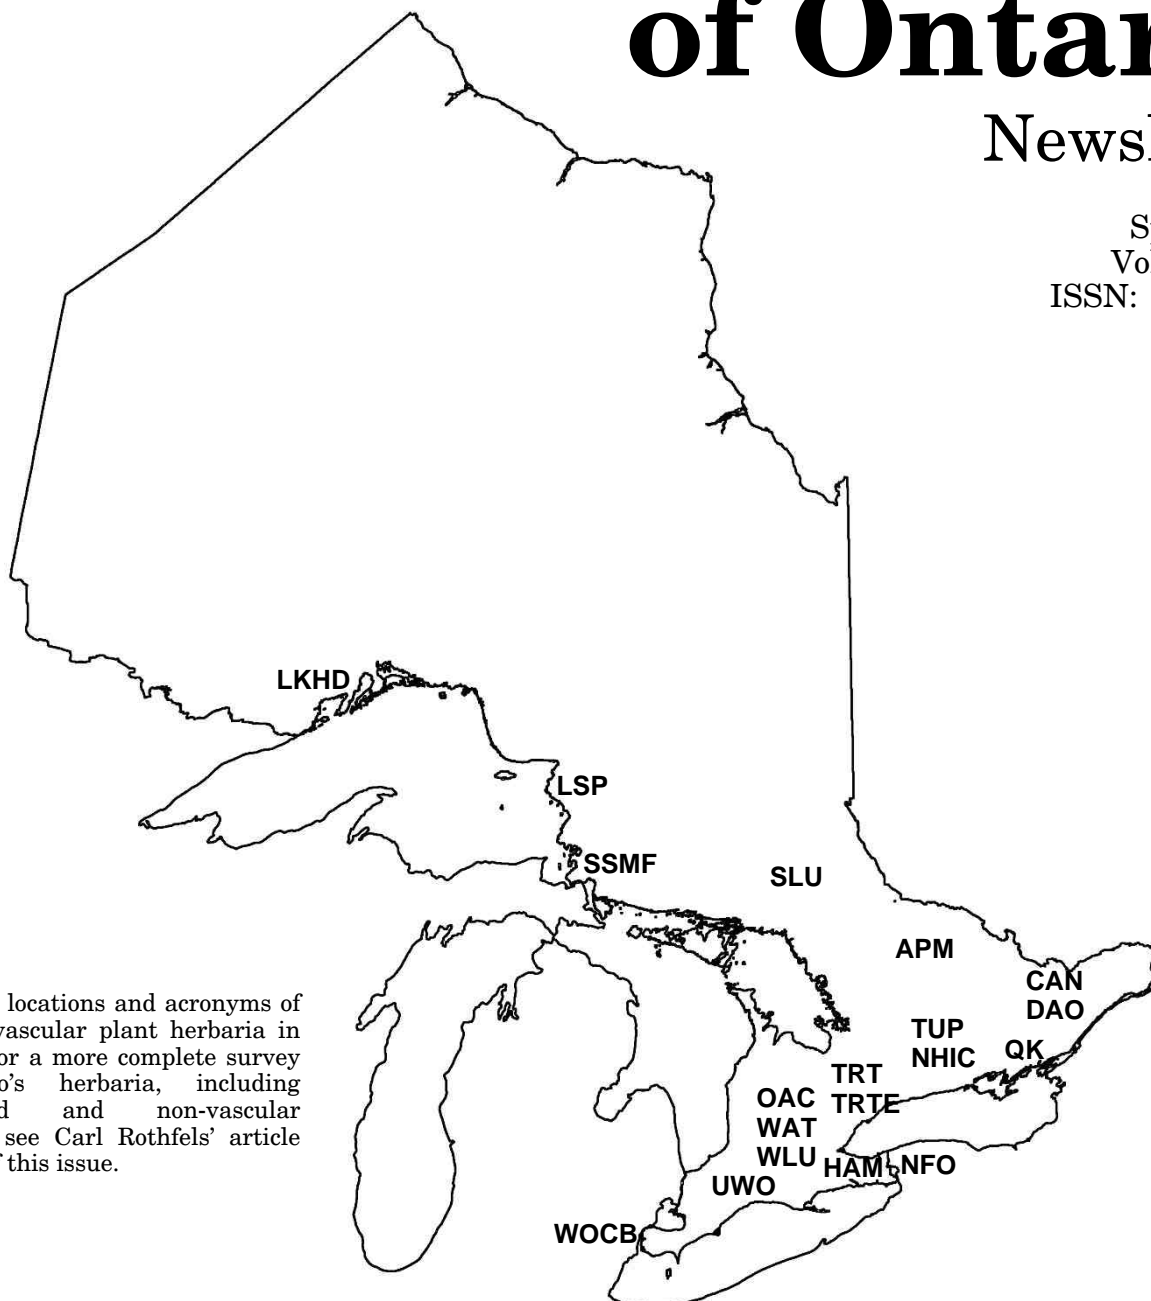 of Ontar
Newsl
S
Vo
ISSN:
LKHD
LSP
SSMF
SLU
APM
CAN
DAO
TUP
NHIC
QK
TRT
TRTE
OAC
WAT
WLU
HAM
NFO
UWO
WOCB
locations and acronyms of
vascular plant herbaria in
or a more complete survey
o's herbaria, including
d and non-vascular
see Carl Rothfels' article
f this issue.